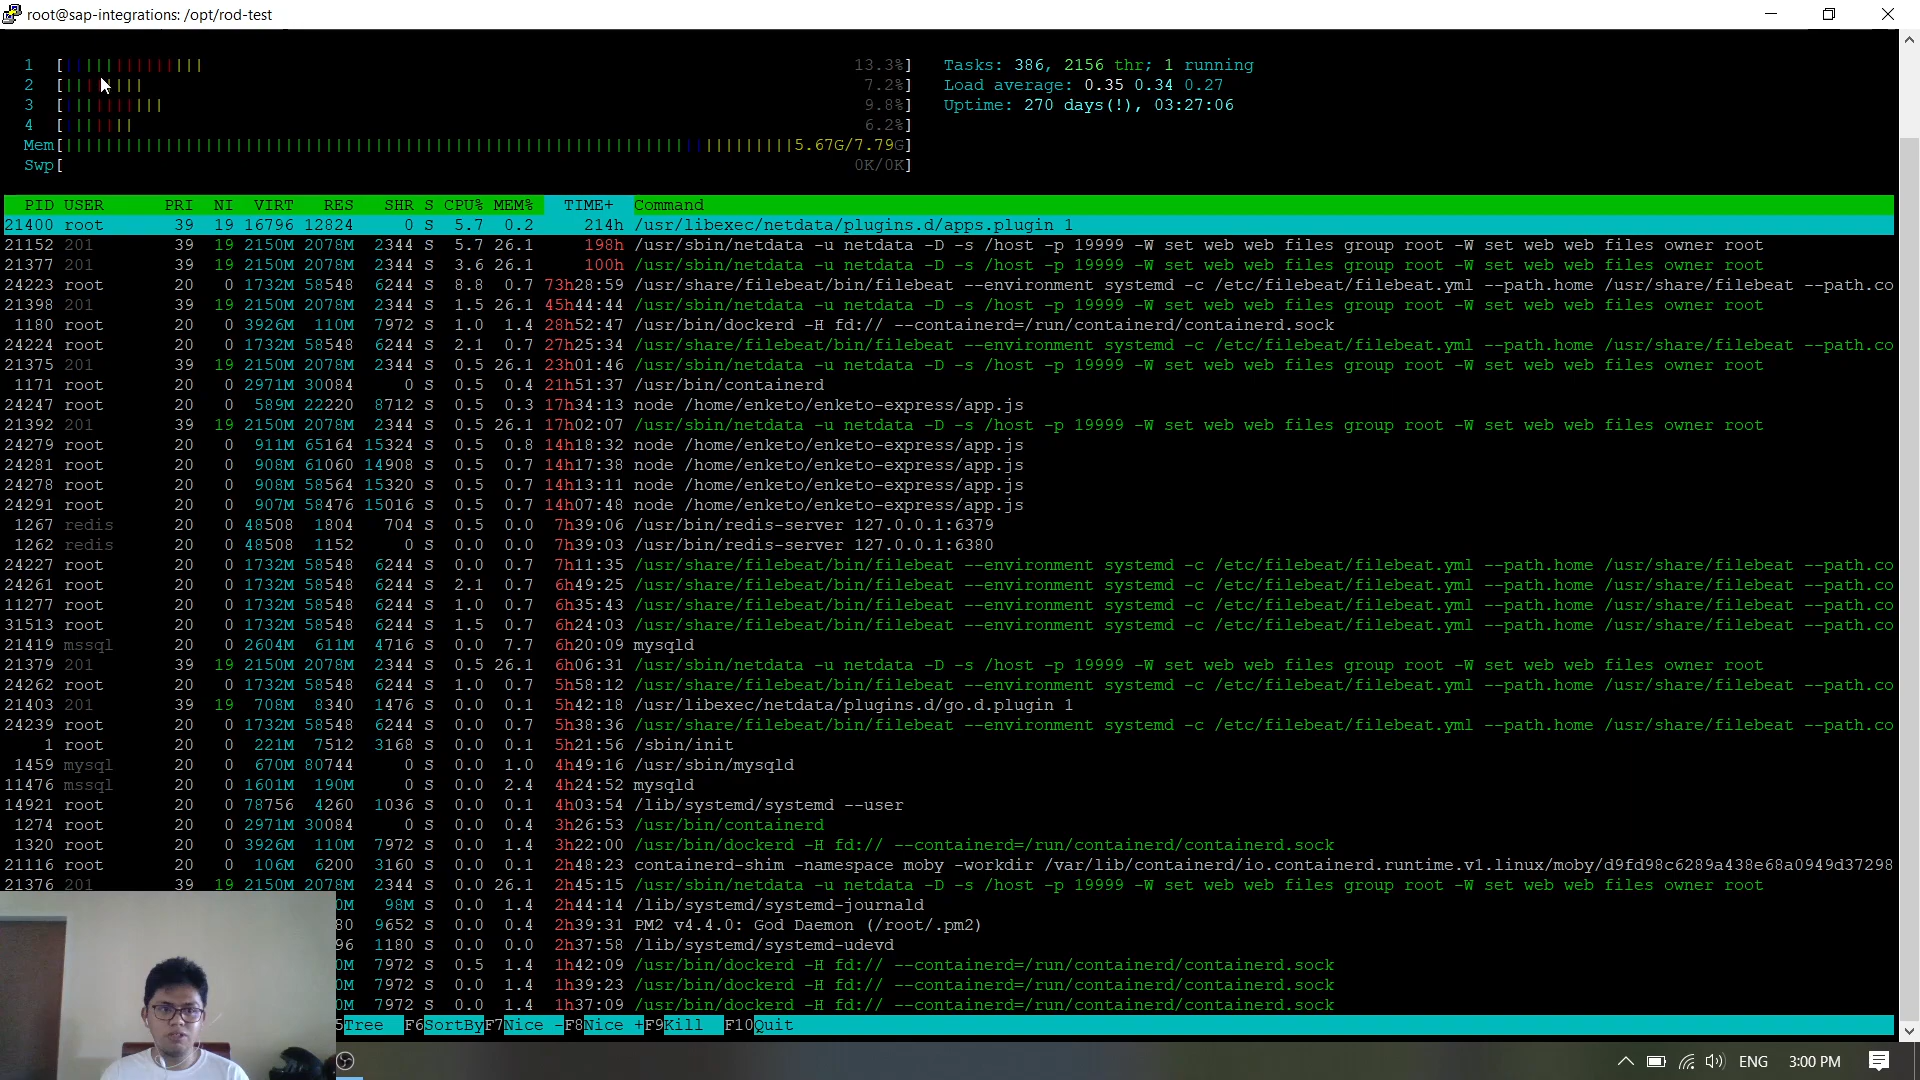 root@sap-integrations: /opt/rod-test
1 [|||||||||||||| 13.3%] Tasks: 386, 2156 thr; 1 running
2 [|||||||| 7.2%] Load average: 0.35 0.34 0.27
3 [|||||||||| 9.8%] Uptime: 270 days(!), 03:27:06
4 [||||||| 6.2%]
Mem[|||||||||||||||||||||||||||||||||||||||||||||||||||||||||||||||||||||||||5.67G/7.79G]
Swp[ 0K/0K]
PID USER PRI NI VIRT RES SHR S CPU% MEM% TIME+ Command
21400 root 39 19 16796 12824 0 S 5.7 0.2 214h /usr/libexec/netdata/plugins.d/apps.plugin 1
21152 201 39 19 2150M 2078M 2344 S 5.7 26.1 198h /usr/sbin/netdata -u netdata -D -s /host -p 19999 -W set web web files group root -W set web web files owner root
21377 201 39 19 2150M 2078M 2344 S 3.6 26.1 100h /usr/sbin/netdata -u netdata -D -s /host -p 19999 -W set web web files group root -W set web web files owner root
24223 root 20 0 1732M 58548 6244 S 8.8 0.7 73h28:59 /usr/share/filebeat/bin/filebeat --environment systemd -c /etc/filebeat/filebeat.yml --path.home /usr/share/filebeat --path.co
21398 201 39 19 2150M 2078M 2344 S 1.5 26.1 45h44:44 /usr/sbin/netdata -u netdata -D -s /host -p 19999 -W set web web files group root -W set web web files owner root
1180 root 20 0 3926M 110M 7972 S 1.0 1.4 28h52:47 /usr/bin/dockerd -H fd:// --containerd=/run/containerd/containerd.sock
24224 root 20 0 1732M 58548 6244 S 2.1 0.7 27h25:34 /usr/share/filebeat/bin/filebeat --environment systemd -c /etc/filebeat/filebeat.yml --path.home /usr/share/filebeat --path.co
21375 201 39 19 2150M 2078M 2344 S 0.5 26.1 23h01:46 /usr/sbin/netdata -u netdata -D -s /host -p 19999 -W set web web files group root -W set web web files owner root
1171 root 20 0 2971M 30084 0 S 0.5 0.4 21h51:37 /usr/bin/containerd
24247 root 20 0 589M 22220 8712 S 0.5 0.3 17h34:13 node /home/enketo/enketo-express/app.js
21392 201 39 19 2150M 2078M 2344 S 0.5 26.1 17h02:07 /usr/sbin/netdata -u netdata -D -s /host -p 19999 -W set web web files group root -W set web web files owner root
24279 root 20 0 911M 65164 15324 S 0.5 0.8 14h18:32 node /home/enketo/enketo-express/app.js
24281 root 20 0 908M 61060 14908 S 0.5 0.7 14h17:38 node /home/enketo/enketo-express/app.js
24278 root 20 0 908M 58564 15320 S 0.5 0.7 14h13:11 node /home/enketo/enketo-express/app.js
24291 root 20 0 907M 58476 15016 S 0.5 0.7 14h07:48 node /home/enketo/enketo-express/app.js
1267 redis 20 0 48508 1804 704 S 0.5 0.0 7h39:06 /usr/bin/redis-server 127.0.0.1:6379
1262 redis 20 0 48508 1152 0 S 0.0 0.0 7h39:03 /usr/bin/redis-server 127.0.0.1:6380
24227 root 20 0 1732M 58548 6244 S 0.0 0.7 7h11:35 /usr/share/filebeat/bin/filebeat --environment systemd -c /etc/filebeat/filebeat.yml --path.home /usr/share/filebeat --path.co
24261 root 20 0 1732M 58548 6244 S 2.1 0.7 6h49:25 /usr/share/filebeat/bin/filebeat --environment systemd -c /etc/filebeat/filebeat.yml --path.home /usr/share/filebeat --path.co
11277 root 20 0 1732M 58548 6244 S 1.0 0.7 6h35:43 /usr/share/filebeat/bin/filebeat --environment systemd -c /etc/filebeat/filebeat.yml --path.home /usr/share/filebeat --path.co
31513 root 20 0 1732M 58548 6244 S 1.5 0.7 6h24:03 /usr/share/filebeat/bin/filebeat --environment systemd -c /etc/filebeat/filebeat.yml --path.home /usr/share/filebeat --path.co
21419 mssql 20 0 2604M 611M 4716 S 0.0 7.7 6h20:09 mysqld
21379 201 39 19 2150M 2078M 2344 S 0.5 26.1 6h06:31 /usr/sbin/netdata -u netdata -D -s /host -p 19999 -W set web web files group root -W set web web files owner root
24262 root 20 0 1732M 58548 6244 S 1.0 0.7 5h58:12 /usr/share/filebeat/bin/filebeat --environment systemd -c /etc/filebeat/filebeat.yml --path.home /usr/share/filebeat --path.co
21403 201 39 19 708M 8340 1476 S 0.0 0.1 5h42:18 /usr/libexec/netdata/plugins.d/go.d.plugin 1
24239 root 20 0 1732M 58548 6244 S 0.0 0.7 5h38:36 /usr/share/filebeat/bin/filebeat --environment systemd -c /etc/filebeat/filebeat.yml --path.home /usr/share/filebeat --path.co
1 root 20 0 221M 7512 3168 S 0.0 0.1 5h21:56 /sbin/init
1459 mysql 20 0 670M 80744 0 S 0.0 1.0 4h49:16 /usr/sbin/mysqld
11476 mssql 20 0 1601M 190M 0 S 0.0 2.4 4h24:52 mysqld
14921 root 20 0 78756 4260 1036 S 0.0 0.1 4h03:54 /lib/systemd/systemd --user
1274 root 20 0 2971M 30084 0 S 0.0 0.4 3h26:53 /usr/bin/containerd
1320 root 20 0 3926M 110M 7972 S 0.0 1.4 3h22:00 /usr/bin/dockerd -H fd:// --containerd=/run/containerd/containerd.sock
21116 root 20 0 106M 6200 3160 S 0.0 0.1 2h48:23 containerd-shim -namespace moby -workdir /var/lib/containerd/io.containerd.runtime.v1.linux/moby/d9fd98c6289a438e68a0949d37298
21376 201 39 19 2150M 2078M 2344 S 0.0 26.1 2h45:15 /usr/sbin/netdata -u netdata -D -s /host -p 19999 -W set web web files group root -W set web web files owner root
0M 98M S 0.0 1.4 2h44:14 /lib/systemd/systemd-journald
80 9652 S 0.0 0.4 2h39:31 PM2 v4.4.0: God Daemon (/root/.pm2)
96 1180 S 0.0 0.0 2h37:58 /lib/systemd/systemd-udevd
0M 7972 S 0.5 1.4 1h42:09 /usr/bin/dockerd -H fd:// --containerd=/run/containerd/containerd.sock
0M 7972 S 0.0 1.4 1h39:23 /usr/bin/dockerd -H fd:// --containerd=/run/containerd/containerd.sock
0M 7972 S 0.0 1.4 1h37:09 /usr/bin/dockerd -H fd:// --containerd=/run/containerd/containerd.sock
5Tree F6SortByF7Nice -F8Nice +F9Kill F10Quit
ENG 3:00 PM